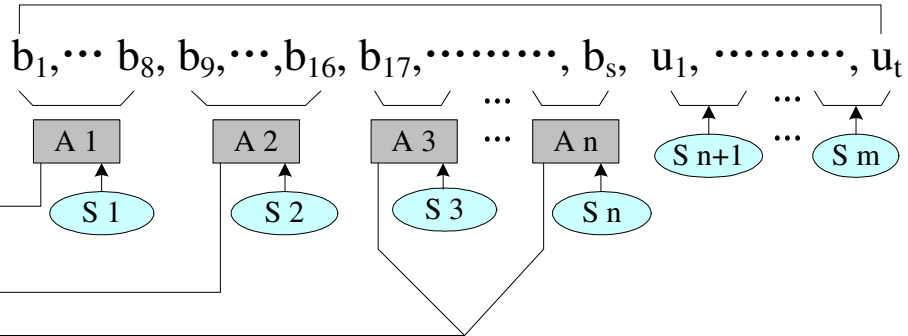 b₁,··· b₈, b₉,···,b₁₆, b₁₇,·········, bₛ, u₁, ·········, uₜ
··· ···
A 1 A 2 A 3 ··· A n ···
S n+1 S m
S 1 S 2 S 3 S n